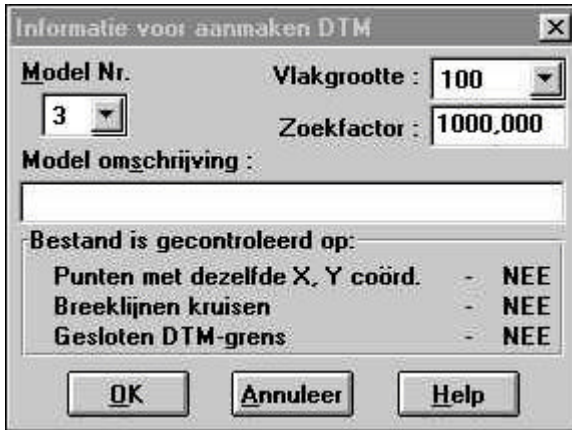 Informatie voor aanmaken DTM
Model Nr. Vlakgrootte : 100
3 Zoekfactor : 1000,000
Model omschrijving :
Bestand is gecontroleerd op:
Punten met dezelfde X, Y coörd. - NEE
Breeklijnen kruisen - NEE
Gesloten DTM-grens - NEE
OK Annuleer Help